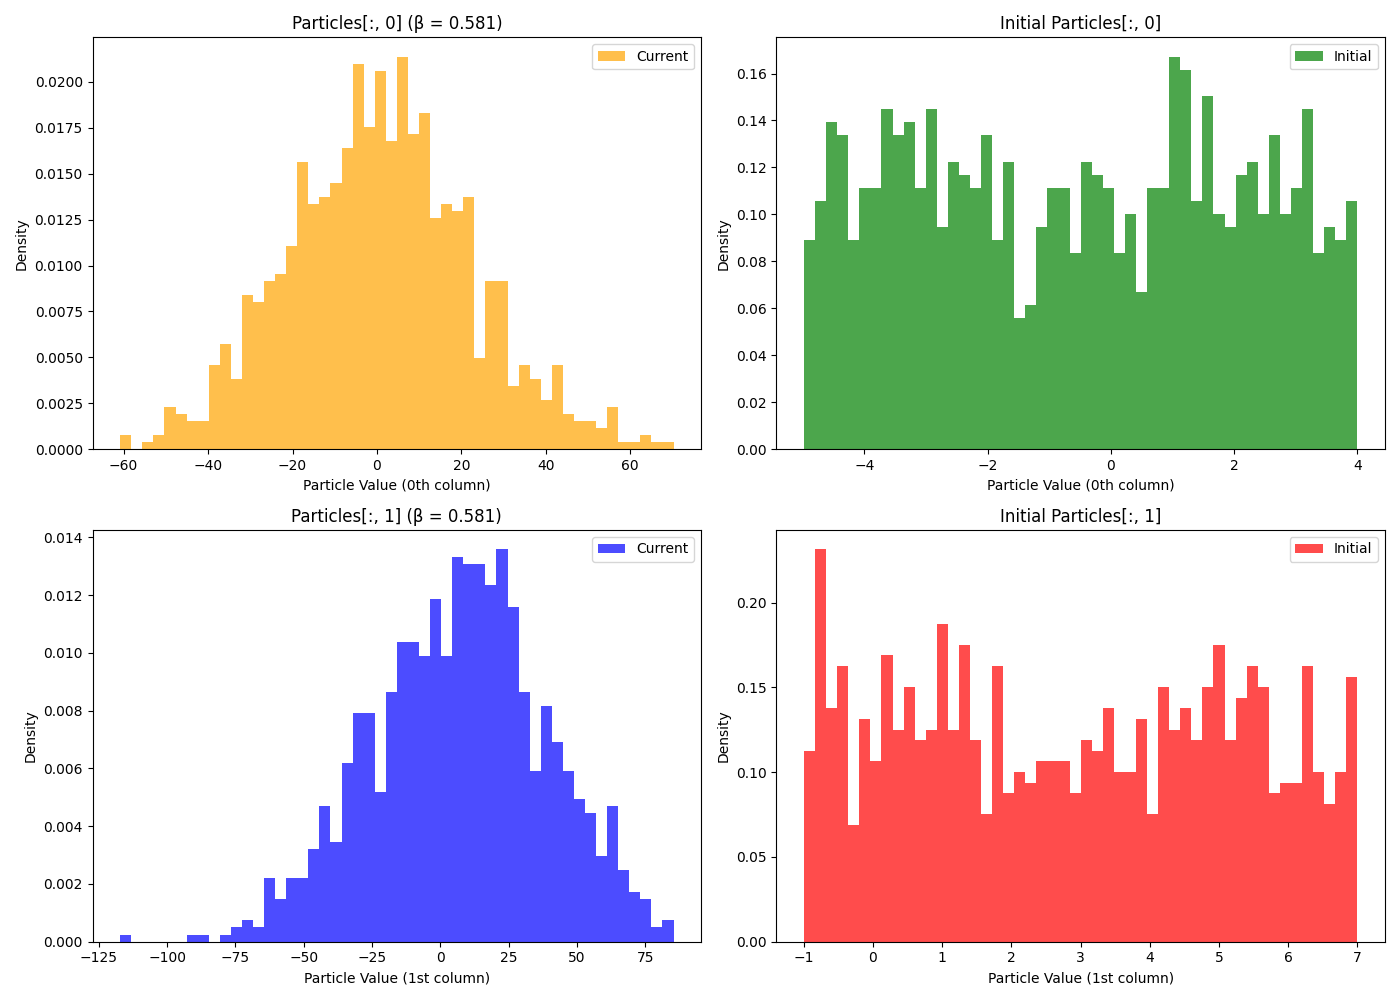 Particles[:, 0] (β = 0.581)
Current
Density
0.0200
0.0175
0.0150
0.0125
0.0100
0.0075
0.0050
0.0025
0.0000
−60 −40 −20 0 20 40 60
Particle Value (0th column)
Initial Particles[:, 0]
Initial
Density
0.16
0.14
0.12
0.10
0.08
0.06
0.04
0.02
0.00
−4 −2 0 2 4
Particle Value (0th column)
Particles[:, 1] (β = 0.581)
Current
Density
0.014
0.012
0.010
0.008
0.006
0.004
0.002
0.000
−125 −100 −75 −50 −25 0 25 50 75
Particle Value (1st column)
Initial Particles[:, 1]
Initial
Density
0.20
0.15
0.10
0.05
0.00
−1 0 1 2 3 4 5 6 7
Particle Value (1st column)